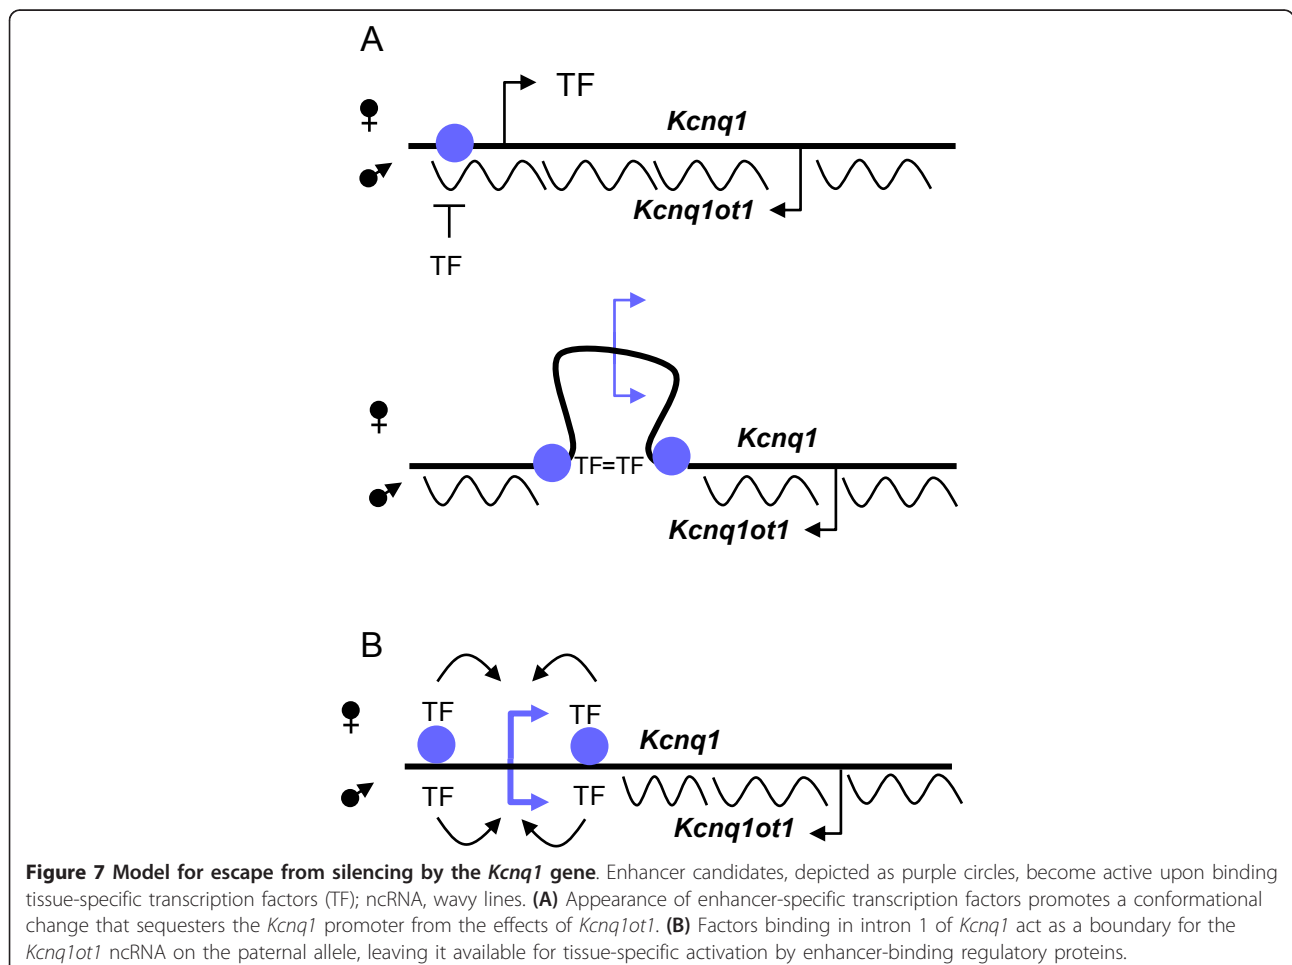 A
TF
♀
Kcnq1
♂
Kcnq1ot1
TF
♀
Kcnq1
TF=TF
♂
Kcnq1ot1
B
TF TF
♀
Kcnq1
♂
TF TF
Kcnq1ot1
Figure 7 Model for escape from silencing by the Kcnq1 gene. Enhancer candidates, depicted as purple circles, become active upon binding
tissue-specific transcription factors (TF); ncRNA, wavy lines. (A) Appearance of enhancer-specific transcription factors promotes a conformational
change that sequesters the Kcnq1 promoter from the effects of Kcnq1ot1. (B) Factors binding in intron 1 of Kcnq1 act as a boundary for the
Kcnq1ot1 ncRNA on the paternal allele, leaving it available for tissue-specific activation by enhancer-binding regulatory proteins.